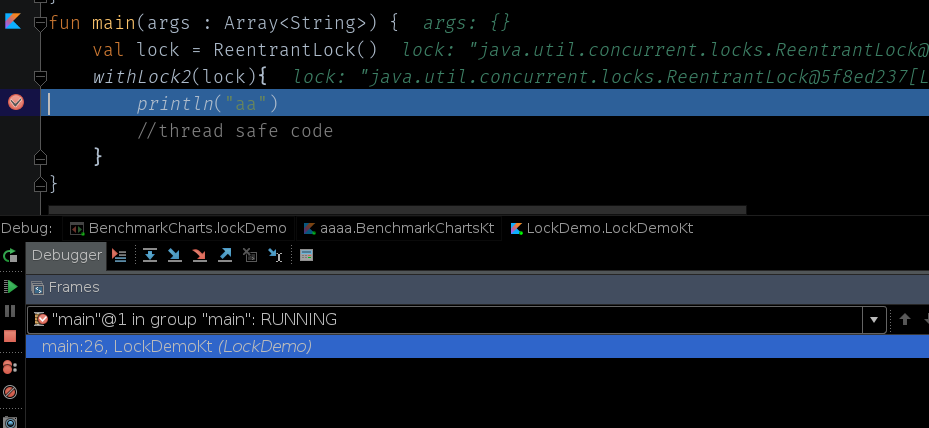 fun main(args : Array<String>) {  args: {}
val lock = ReentrantLock()  lock: "java.util.concurrent.locks.ReentrantLock@
withLock2(lock){  lock: "java.util.concurrent.locks.ReentrantLock@5f8ed237[L
println("aa")
//thread safe code
}
}
Debug: BenchmarkCharts.lockDemo aaaa.BenchmarkChartsKt LockDemo.LockDemoKt
Debugger
Frames
"main"@1 in group "main": RUNNING
main:26, LockDemoKt (LockDemo)